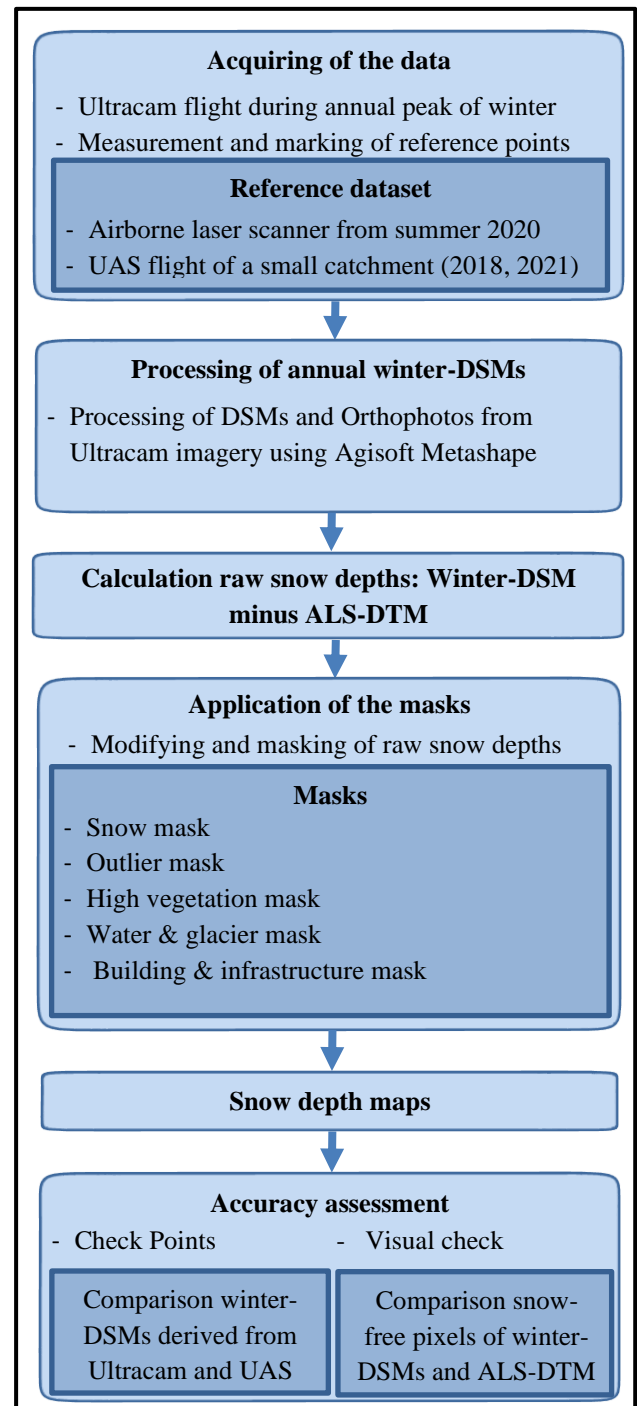 Acquiring of the data
- Ultracam flight during annual peak of winter
- Measurement and marking of reference points
Reference dataset
- Airborne laser scanner from summer 2020
- UAS flight of a small catchment (2018, 2021)
Processing of annual winter-DSMs
- Processing of DSMs and Orthophotos from
Ultracam imagery using Agisoft Metashape
Calculation raw snow depths: Winter-DSM
minus ALS-DTM
Application of the masks
- Modifying and masking of raw snow depths
Masks
- Snow mask
- Outlier mask
- High vegetation mask
- Water & glacier mask
- Building & infrastructure mask
Snow depth maps
Accuracy assessment
- Check Points
- Visual check
Comparison winter-
DSMs derived from
Ultracam and UAS
Comparison snow-
free pixels of winter-
DSMs and ALS-DTM